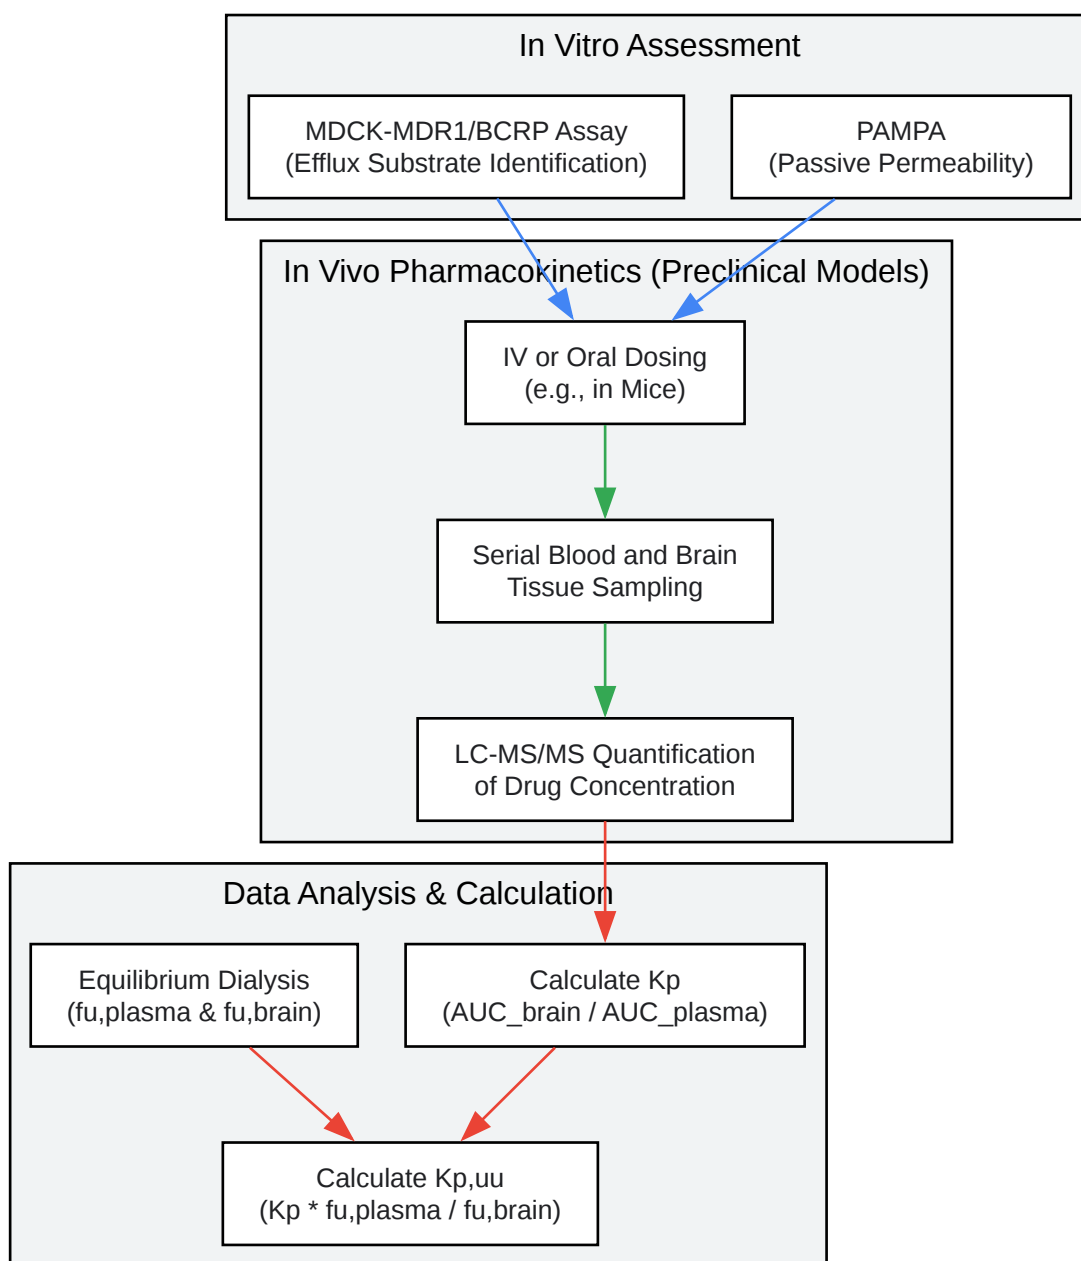 In Vitro Assessment
MDCK-MDR1/BCRP Assay
(Efflux Substrate Identification)
PAMPA
(Passive Permeability)
In Vivo Pharmacokinetics (Preclinical Models)
IV or Oral Dosing
(e.g., in Mice)
Serial Blood and Brain
Tissue Sampling
LC-MS/MS Quantification
of Drug Concentration
Data Analysis & Calculation
Equilibrium Dialysis
(fu,plasma & fu,brain)
Calculate Kp
(AUC_brain / AUC_plasma)
Calculate Kp,uu
(Kp * fu,plasma / fu,brain)